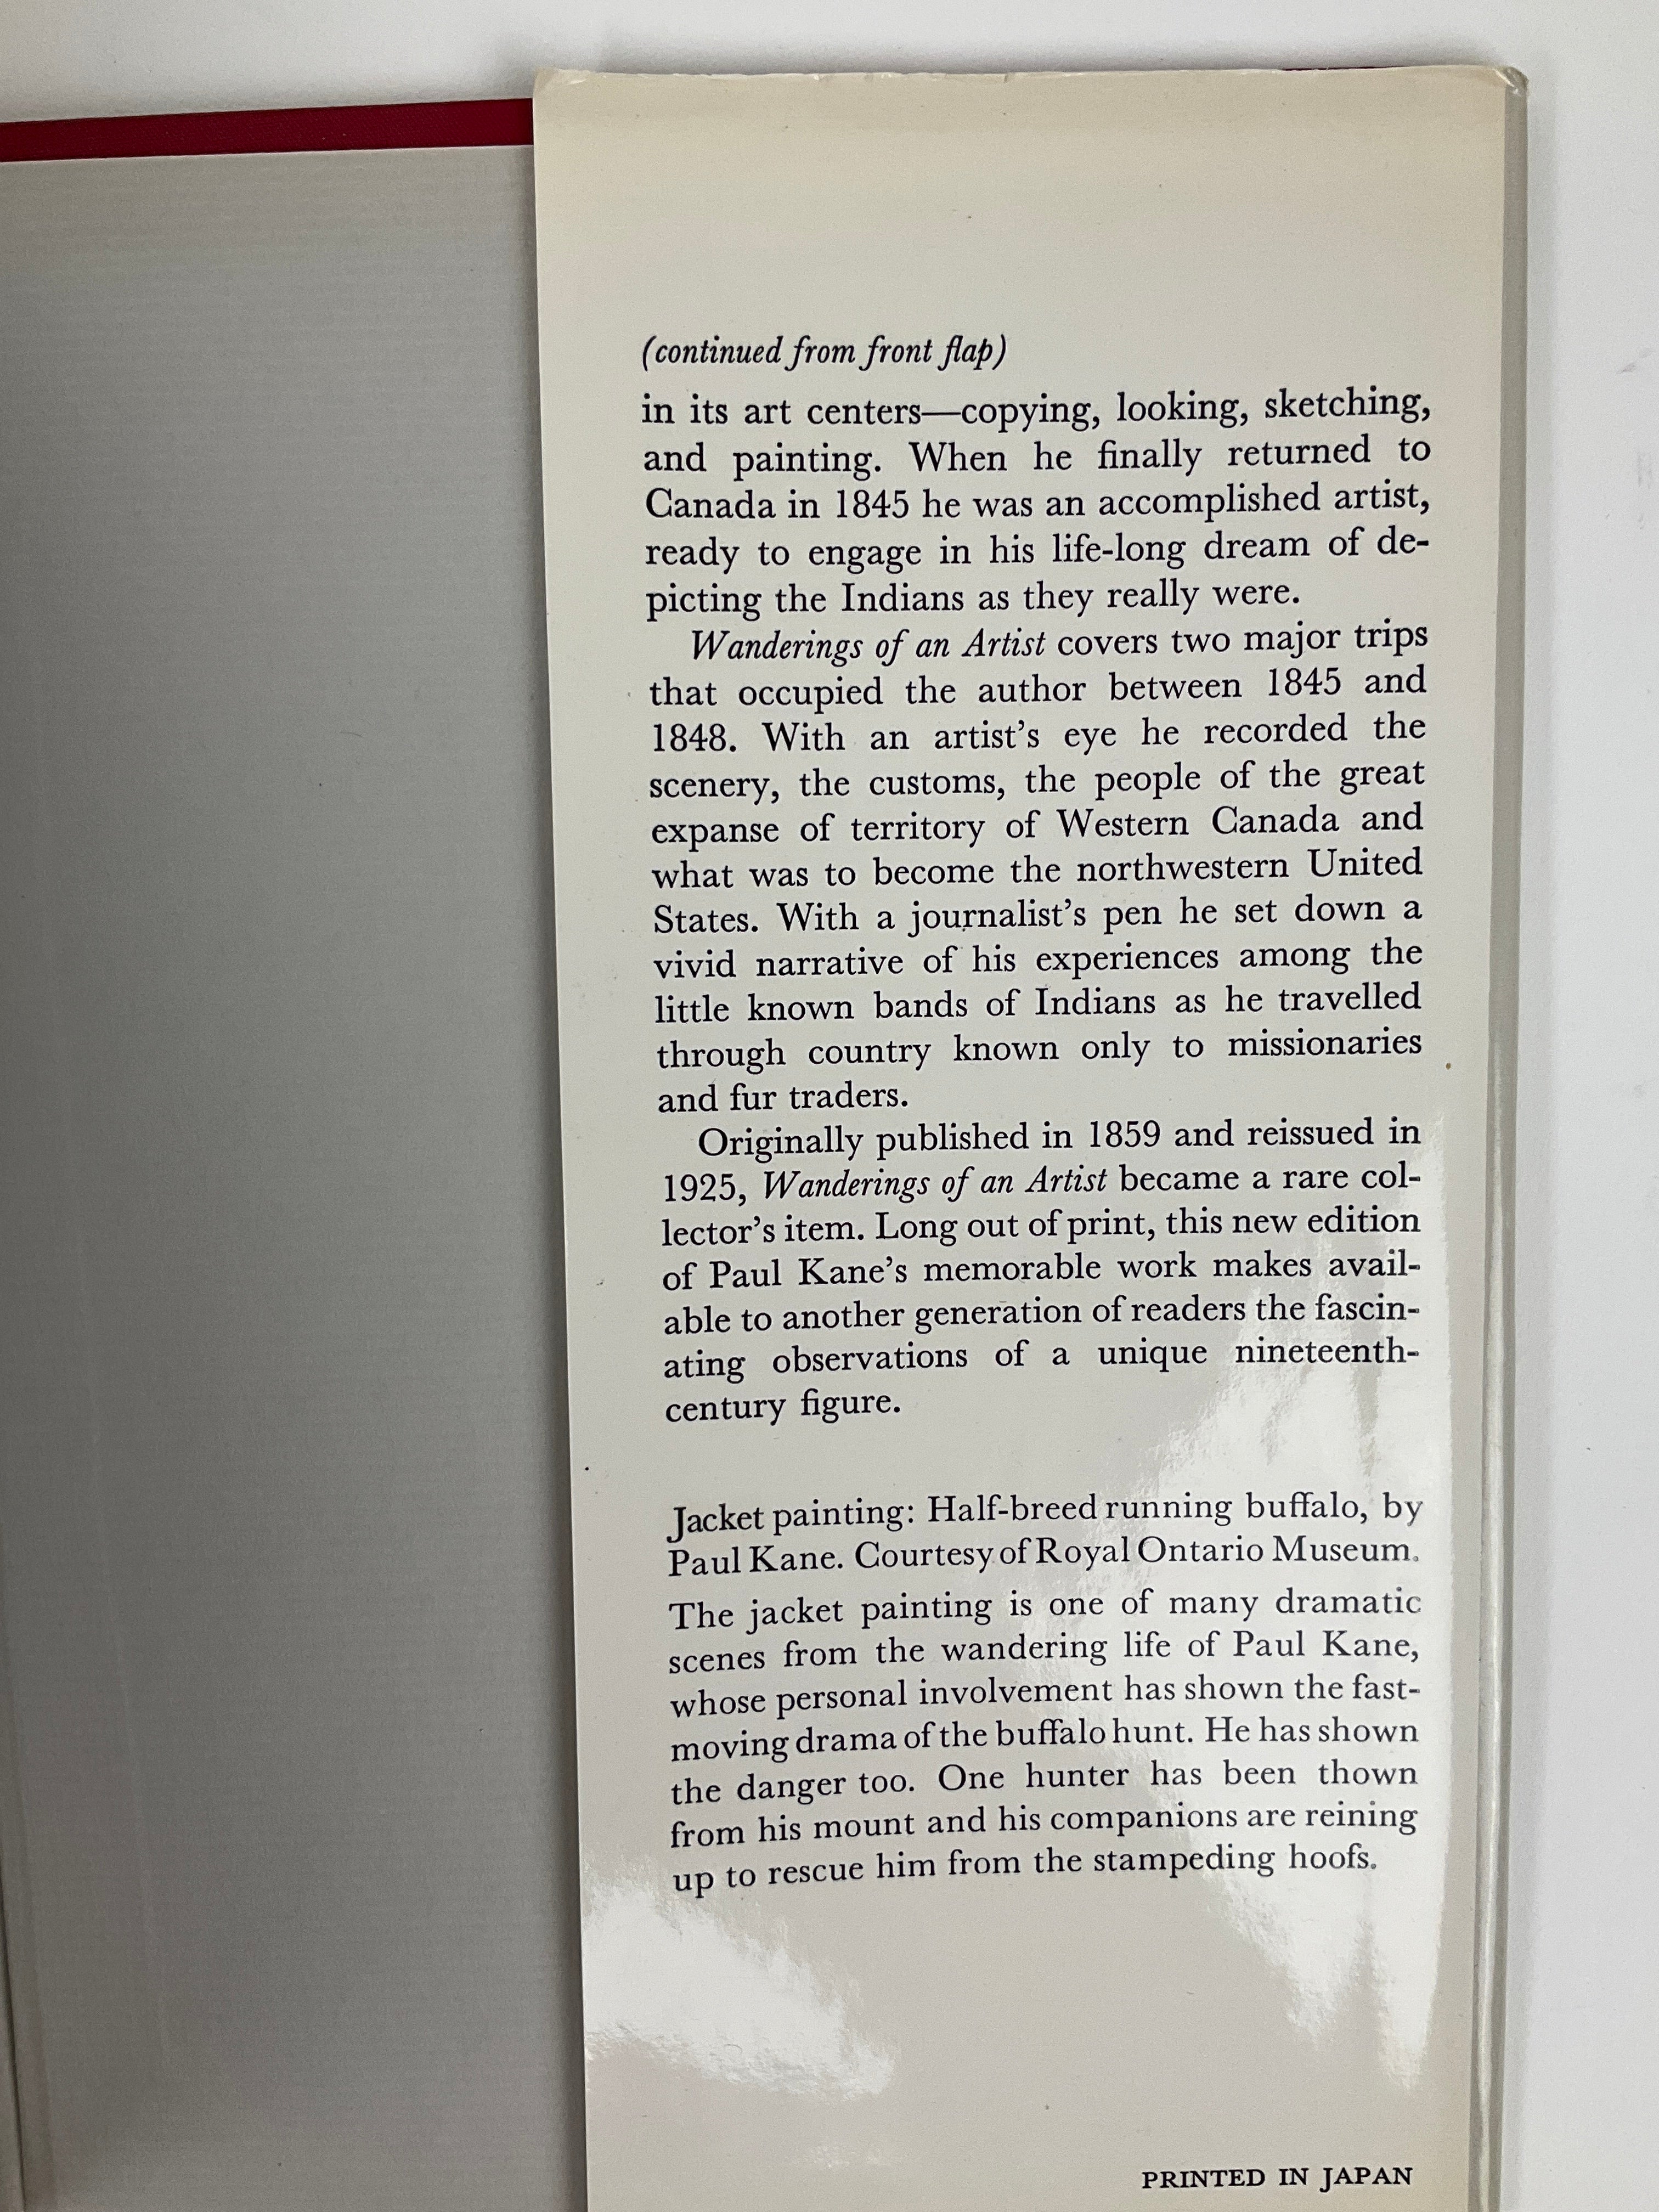 (continued from front flap)
in its art centers—copying, looking, sketching,
and painting. When he finally returned to
Canada in 1845 he was an accomplished artist,
ready to engage in his life-long dream of de-
picting the Indians as they really were.
Wanderings of an Artist covers two major trips
that occupied the author between 1845 and
1848. With an artist's eye he recorded the
scenery, the customs, the people of the great
expanse of territory of Western Canada and
what was to become the northwestern United
States. With a journalist's pen he set down a
vivid narrative of his experiences among the
little known bands of Indians as he travelled
through country known only to missionaries
and fur traders.
Originally published in 1859 and reissued in
1925, Wanderings of an Artist became a rare col-
lector's item. Long out of print, this new edition
of Paul Kane's memorable work makes avail-
able to another generation of readers the fascin-
ating observations of a unique nineteenth-
century figure.
Jacket painting: Half-breed running buffalo, by
Paul Kane. Courtesy of Royal Ontario Museum.
The jacket painting is one of many dramatic
scenes from the wandering life of Paul Kane,
whose personal involvement has shown the fast-
moving drama of the buffalo hunt. He has shown
the danger too. One hunter has been thown
from his mount and his companions are reining
up to rescue him from the stampeding hoofs.
PRINTED IN JAPAN